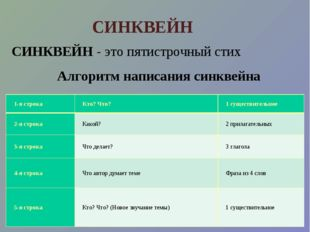 СИНКВЕЙН
СИНКВЕЙН - это пятистрочный стих
Алгоритм написания синквейна
1-я строка Кто? Что? 1 существительное
2-я строка Какой? 2 прилагательных
3-я строка Что делает? 3 глагола
4-я строка Что автор думает теме Фраза из 4 слов
5-я строка Кто? Что? (Новое звучание темы) 1 существительное